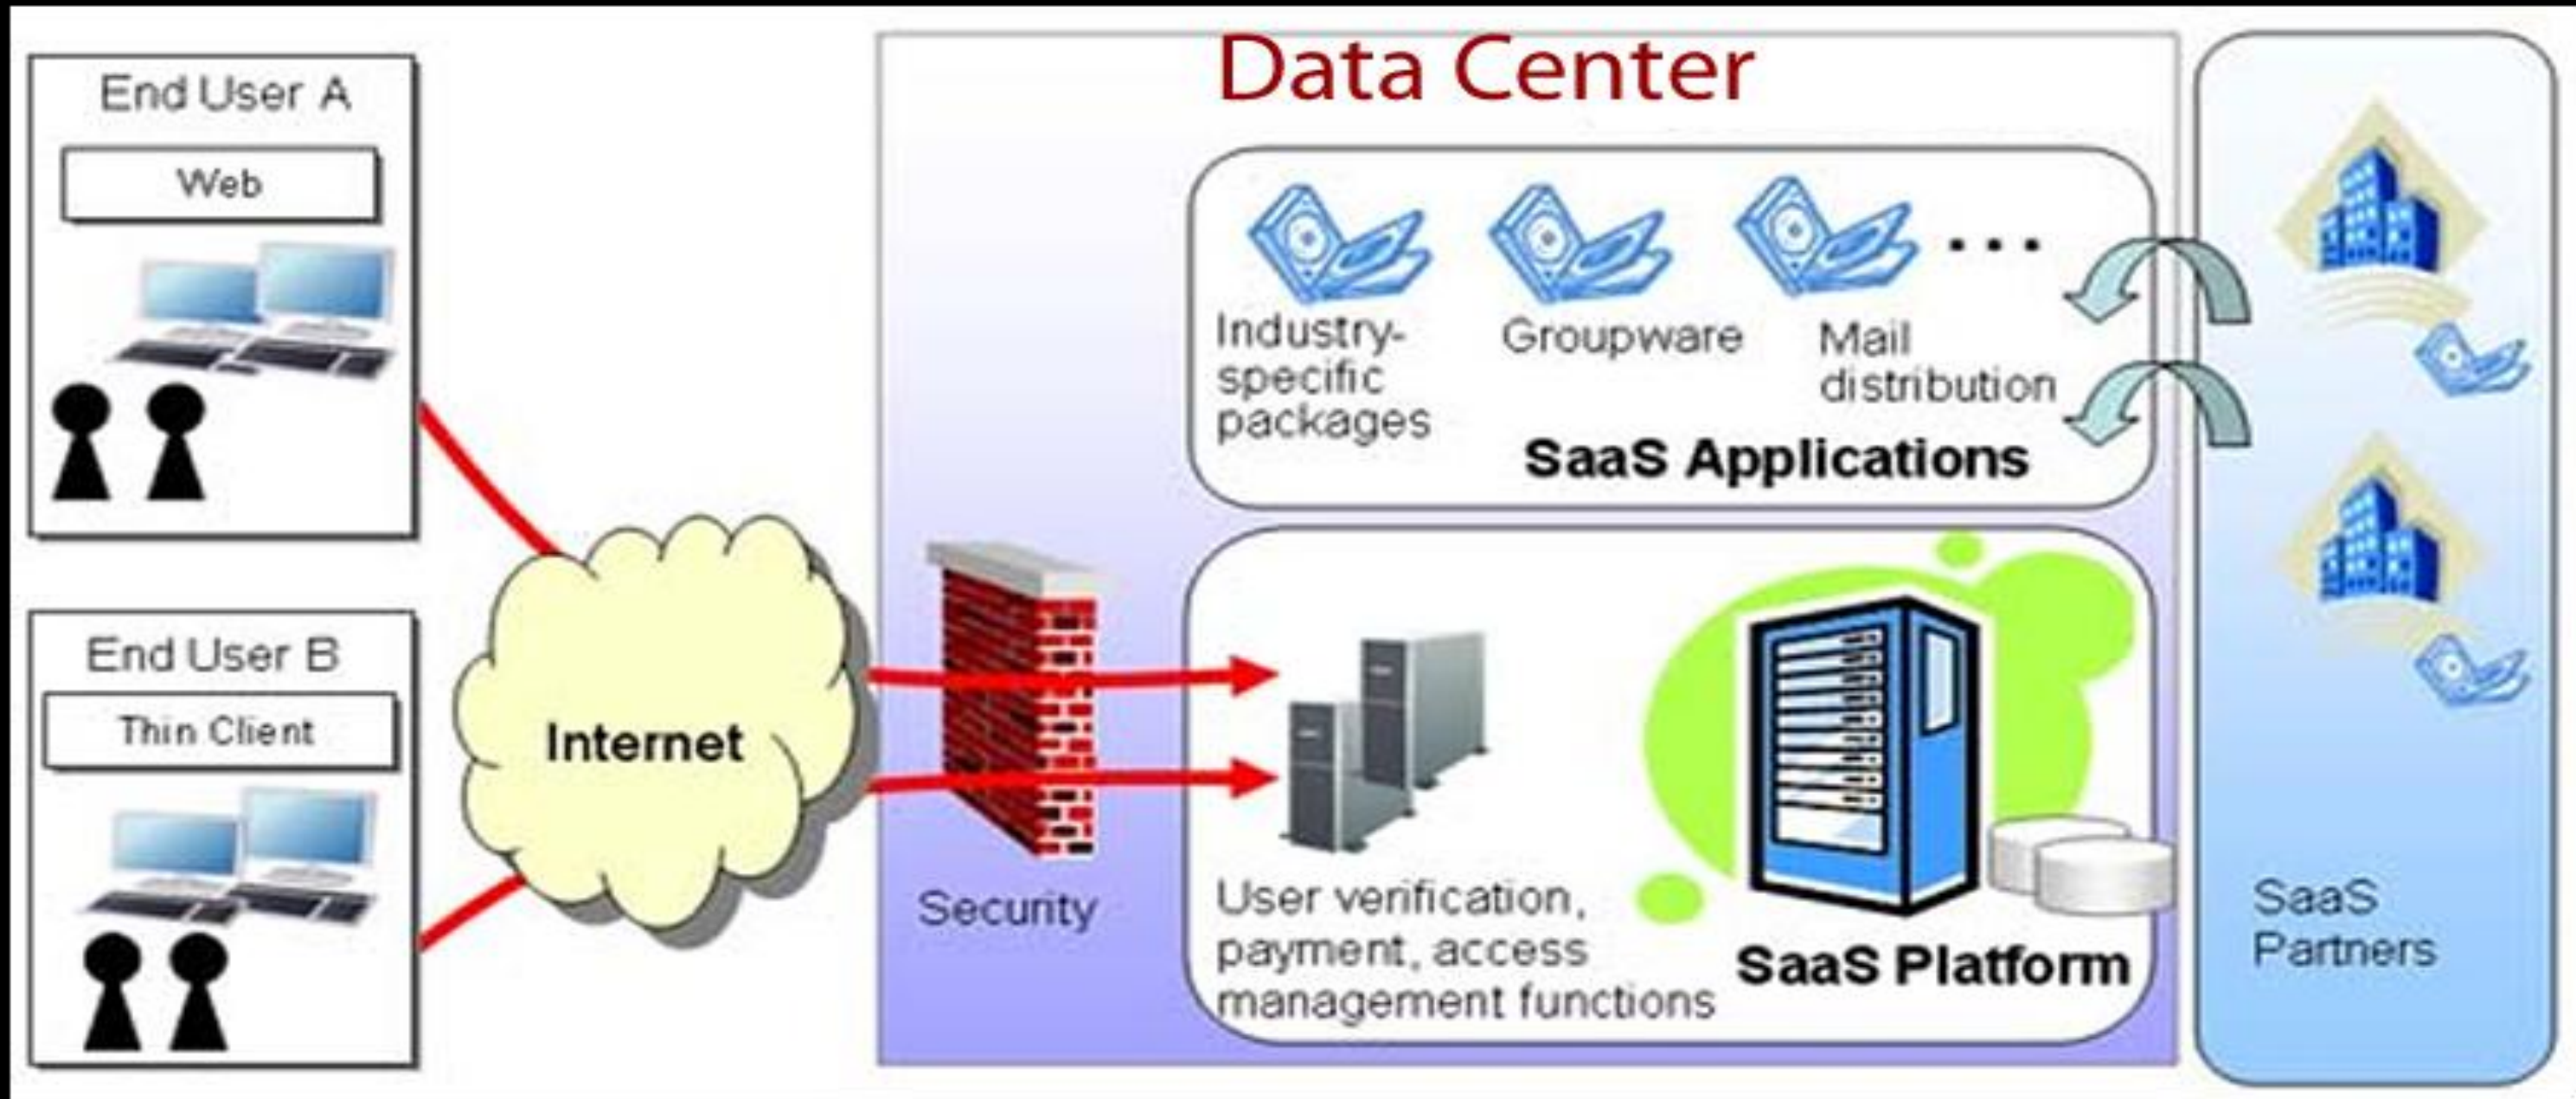 Data Center
End User A
Web
End User B
Thin Client
Internet
Security
Industry-
specific
packages
Groupware
Mail
distribution
...
SaaS Applications
User verification,
payment, access
management functions
SaaS Platform
SaaS
Partners